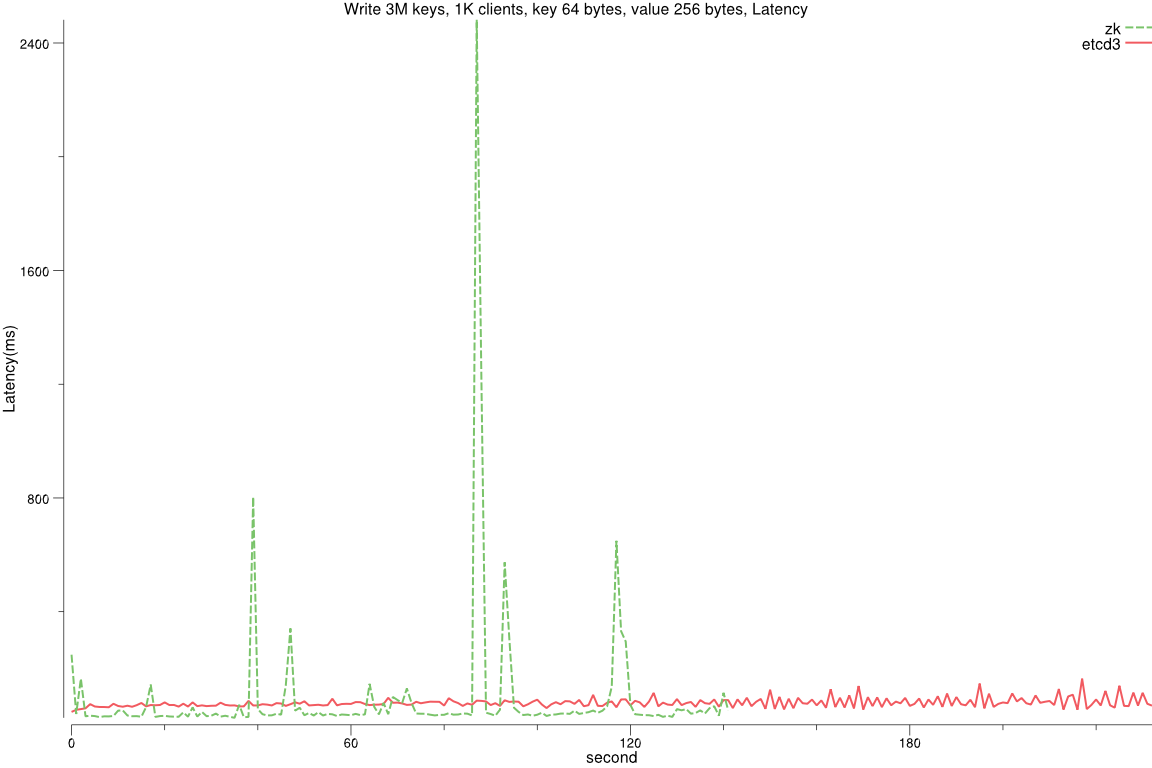 Write 3M keys, 1K clients, key 64 bytes, value 256 bytes, Latency
zk
etcd3
2400
1600
800
Latency(ms)
0 60 120 180
second